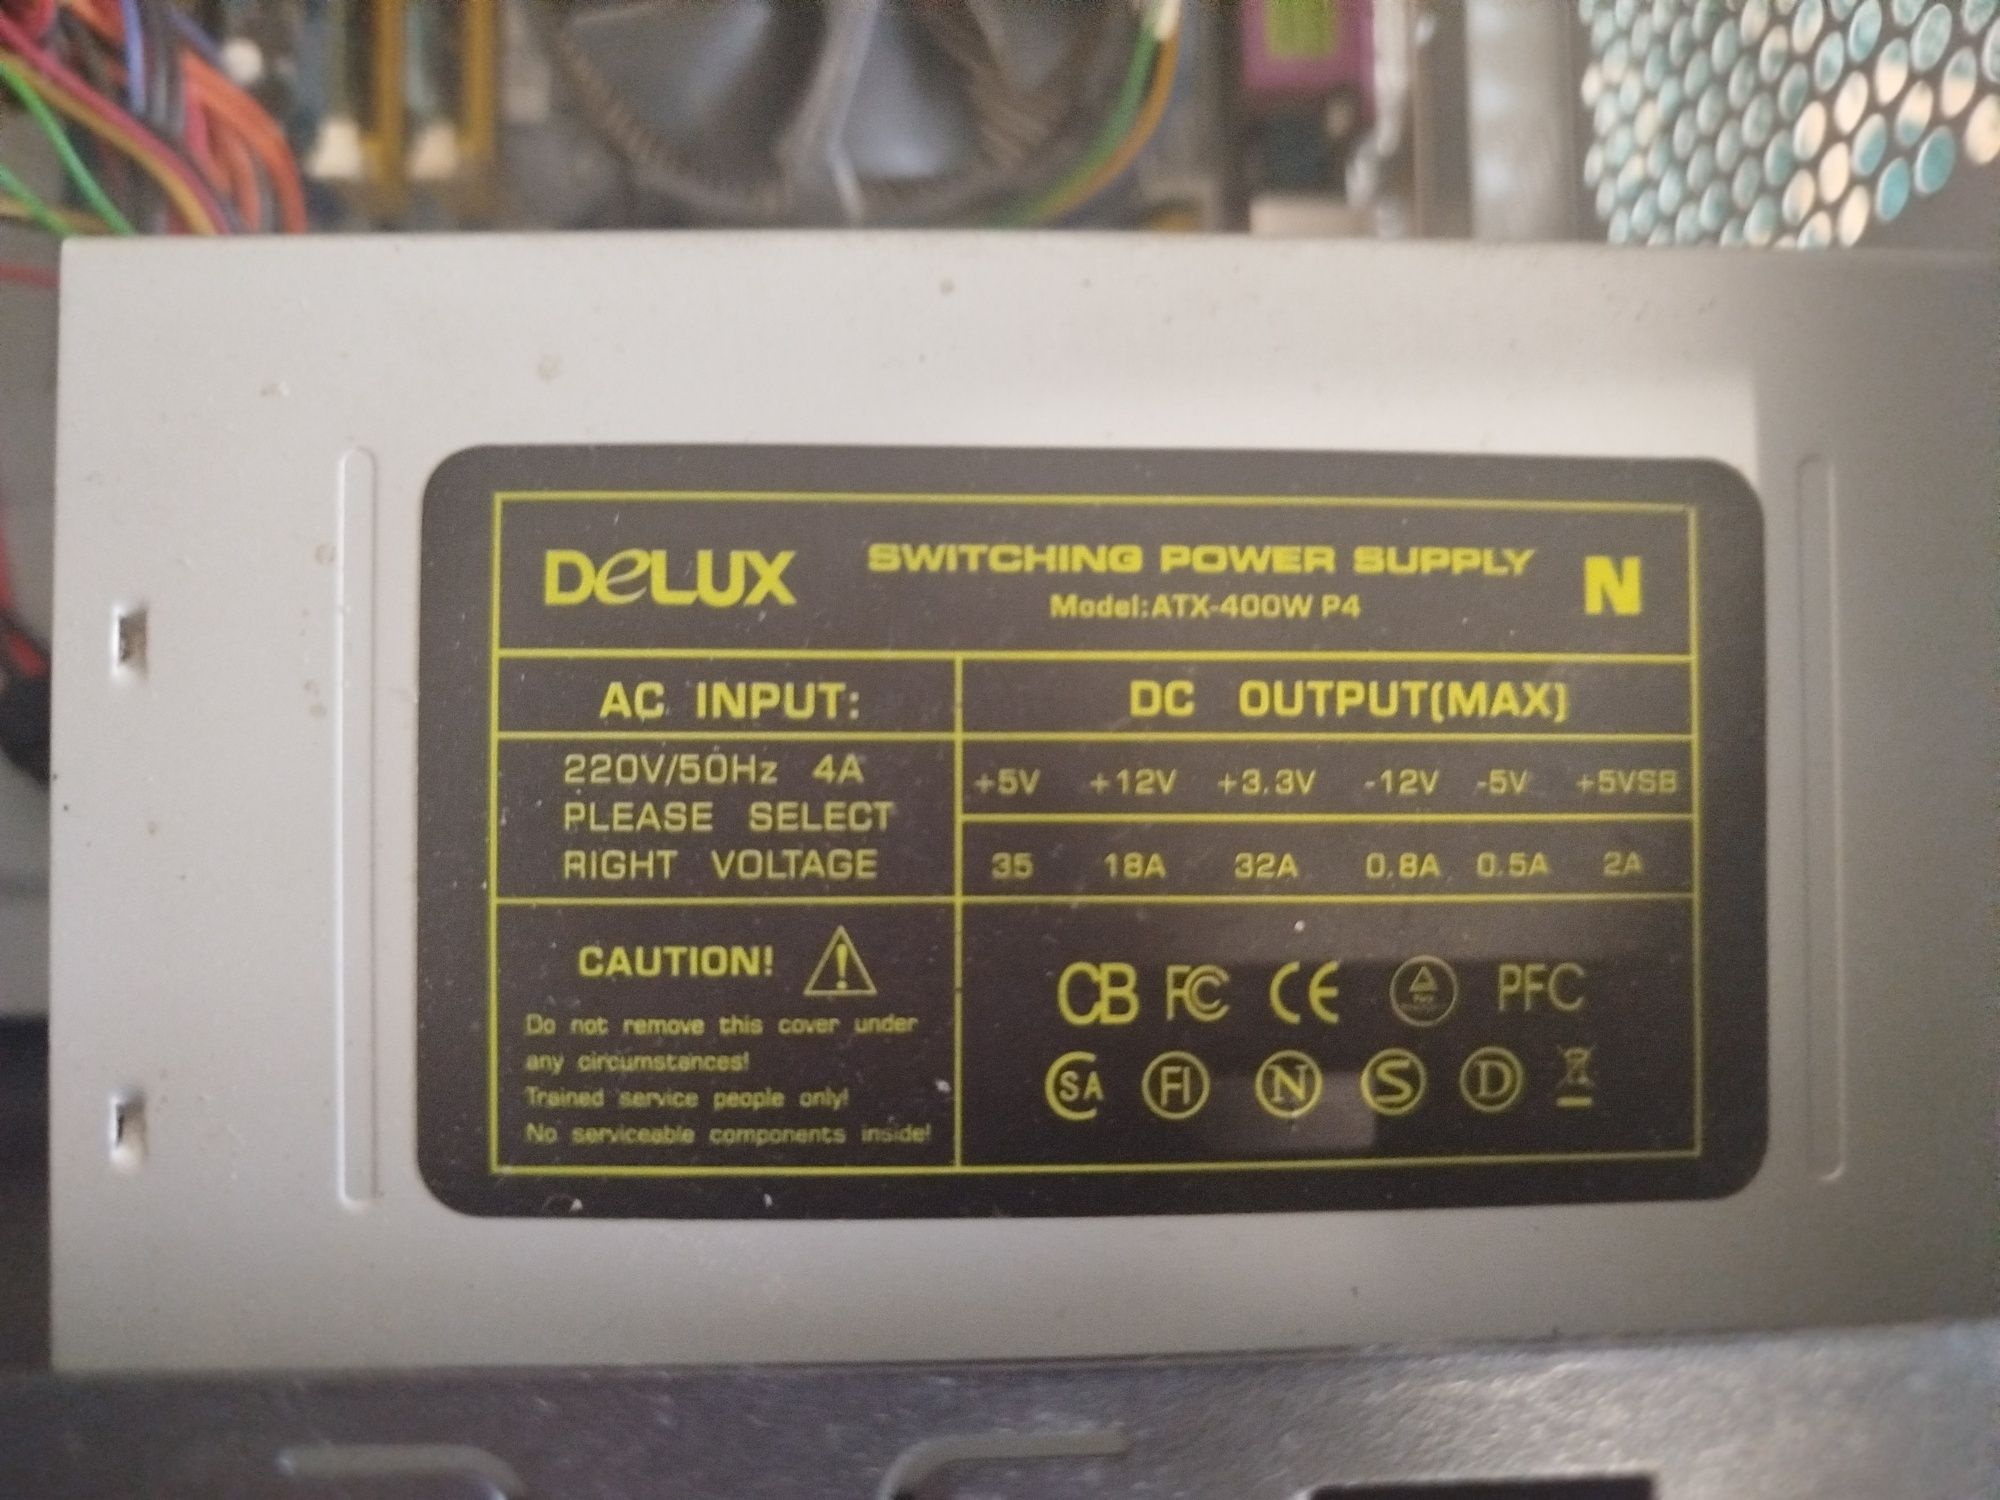 DeLUX
SWITCHING POWER SUPPLY
Model:ATX-400W P4
N
AC INPUT:
220V/50Hz 4A
PLEASE SELECT
RIGHT VOLTAGE
DC OUTPUT(MAX)
+5V +12V +3.3V -12V -5V +5VSB
35 18A 32A 0.8A 0.5A 2A
CAUTION!
Do not remove this cover under
any circumstances!
Trained service people only!
No serviceable components inside!
CB FC CE PFC
SA FI N S D